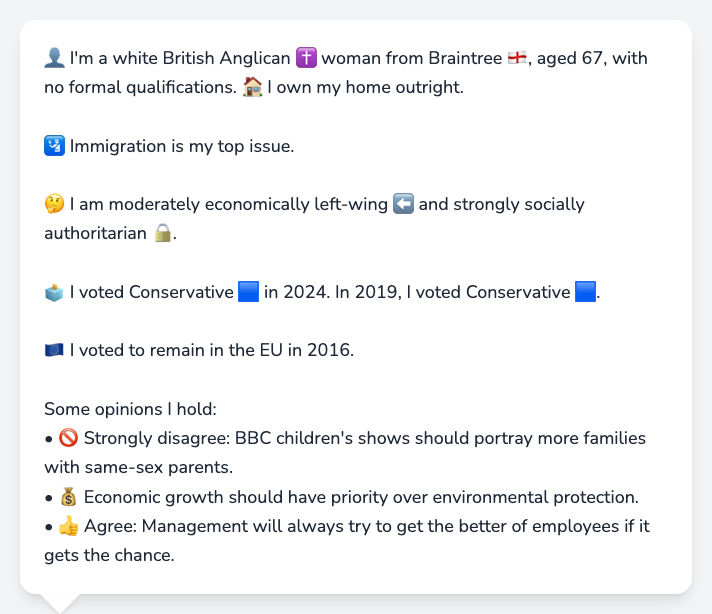 👤 I'm a white British Anglican ✝️ woman from Braintree 🏴󠁧󠁢󠁥󠁮󠁧󠁿, aged 67, with
no formal qualifications. 🏠 I own my home outright.
🛂 Immigration is my top issue.
🤔 I am moderately economically left-wing ⬅️ and strongly socially
authoritarian 🔒.
🗳️ I voted Conservative 🟦 in 2024. In 2019, I voted Conservative 🟦.
🇪🇺 I voted to remain in the EU in 2016.
Some opinions I hold:
• 🚫 Strongly disagree: BBC children's shows should portray more families
with same-sex parents.
• 💰 Economic growth should have priority over environmental protection.
• 👍 Agree: Management will always try to get the better of employees if it
gets the chance.